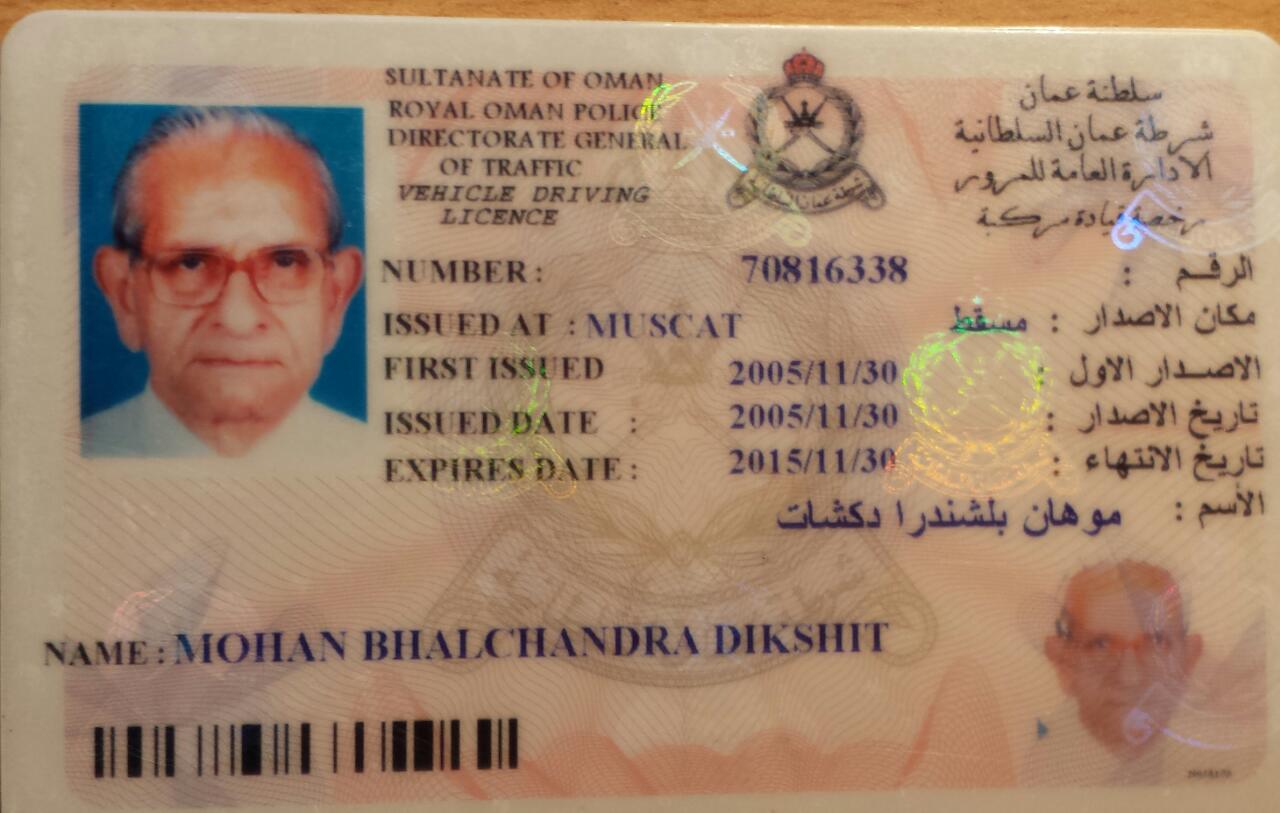 SULTANATE OF OMAN
ROYAL OMAN POLICE
DIRECTORATE GENERAL
OF TRAFFIC
VEHICLE DRIVING
LICENCE
شرطة عمان السلطانية
سلطنة عمان
شرطة عمان السلطانية
الادارة العامة للمرور
رخصة قيادة مركبة
NUMBER : 70816338 الرقم :
ISSUED AT : MUSCAT مكان الاصدار : مسقط
FIRST ISSUED 2005/11/30 الاصدار الاول :
ISSUED DATE : 2005/11/30 تاريخ الاصدار :
EXPIRES DATE : 2015/11/30 تاريخ الانتهاء :
الأسم : موهان بلشندرا دكشات
NAME : MOHAN BHALCHANDRA DIKSHIT